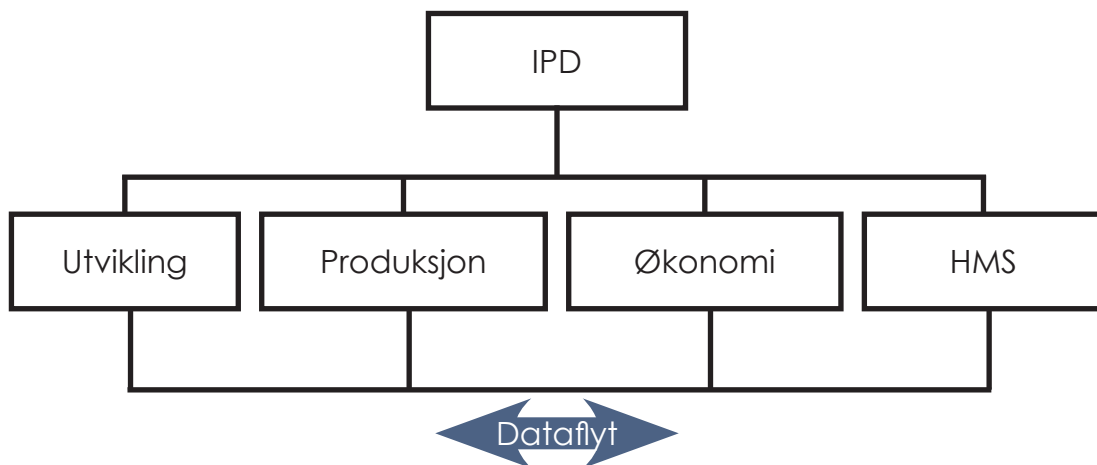 IPD
Utvikling
Produksjon
Økonomi
HMS
Dataflyt